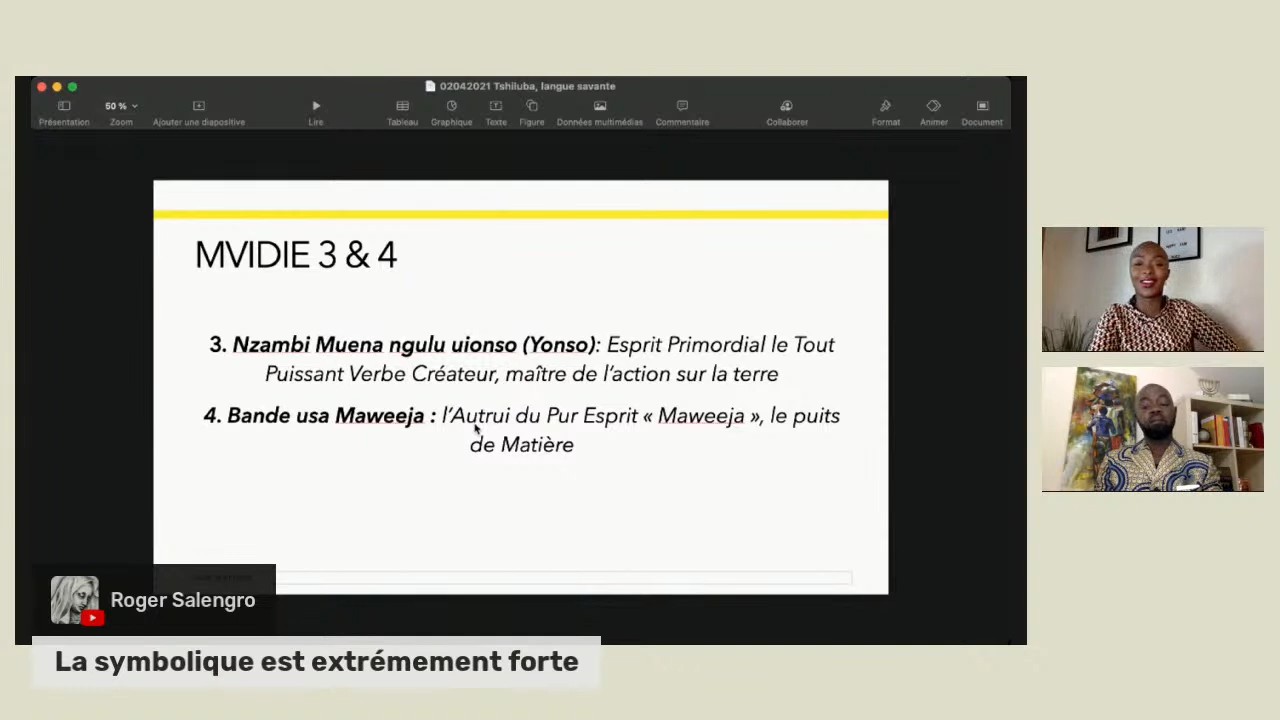 02042021 Tshiluba, langue savante
50 %
Présentation Zoom Ajouter une diapositive Lire Tableau Graphique Texte Figure Données multimédias Commentaire Collaborer Format Animer Document
MVIDIE 3 & 4
3. Nzambi Muena ngulu uionso (Yonso): Esprit Primordial le Tout
Puissant Verbe Créateur, maître de l'action sur la terre
4. Bande usa Maweeja : l'Autrui du Pur Esprit « Maweeja », le puits
de Matière
Roger Salengro
La symbolique est extrémement forte